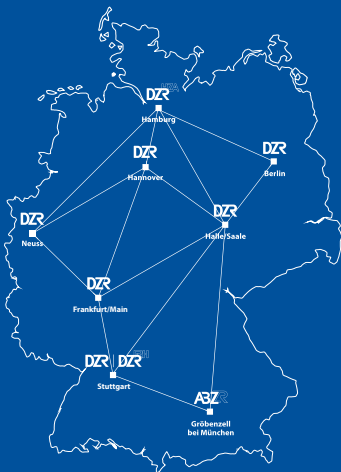 DZR HZA
Hamburg
DZR
Hannover
DZR
Berlin
DZR
Neuss
DZR
Halle/Saale
DZR
Frankfurt/Main
DZR | DZR
Stuttgart
ABZ
Gröbenzell
bei München